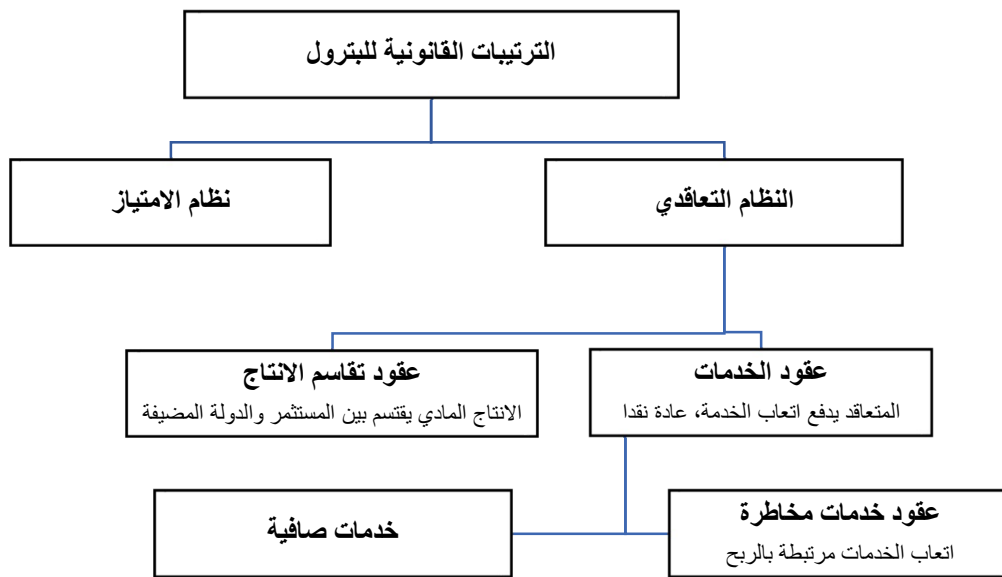 الترتيبات القانونية للبترول
النظام التعاقدي
نظام الامتياز
عقود الخدمات
المتعاقد يدفع اتعاب الخدمة، عادة نقدا
عقود تقاسم الانتاج
الانتاج المادي يقتسم بين المستثمر والدولة المضيفة
عقود خدمات مخاطرة
اتعاب الخدمات مرتبطة بالربح
خدمات صافية